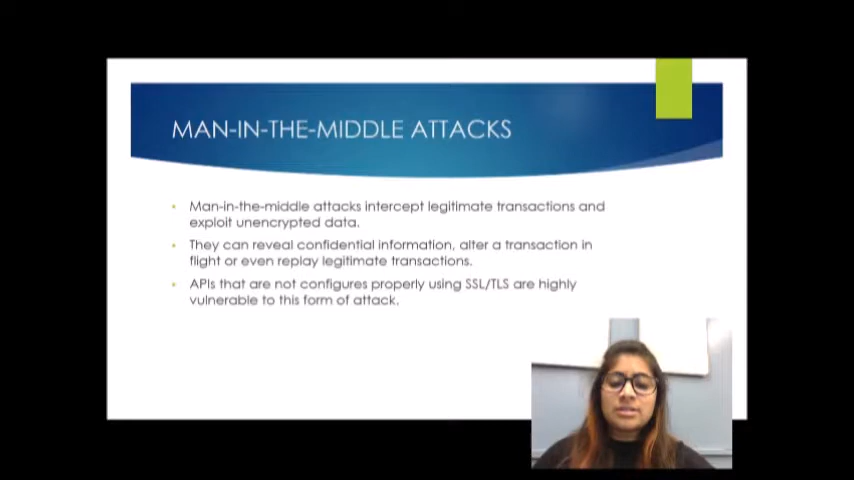 MAN-IN-THE-MIDDLE ATTACKS
Man-in-the-middle attacks intercept legitimate transactions and
exploit unencrypted data.
They can reveal confidential information, alter a transaction in
flight or even replay legitimate transactions.
APIs that are not configures properly using SSL/TLS are highly
vulnerable to this form of attack.